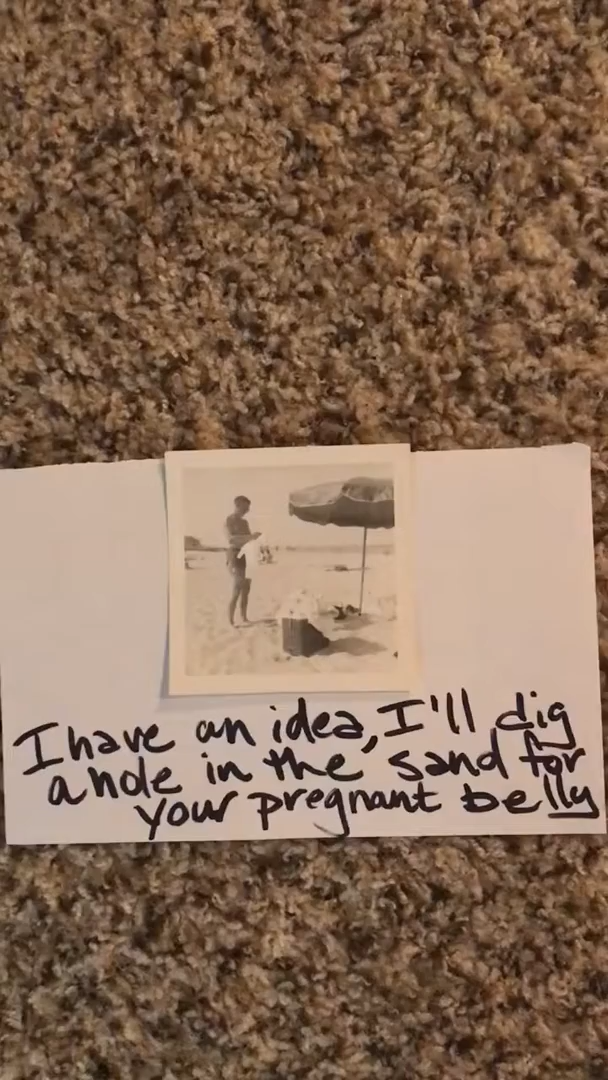 I have an idea, I'll dig
a hole in the sand for
your pregnant belly